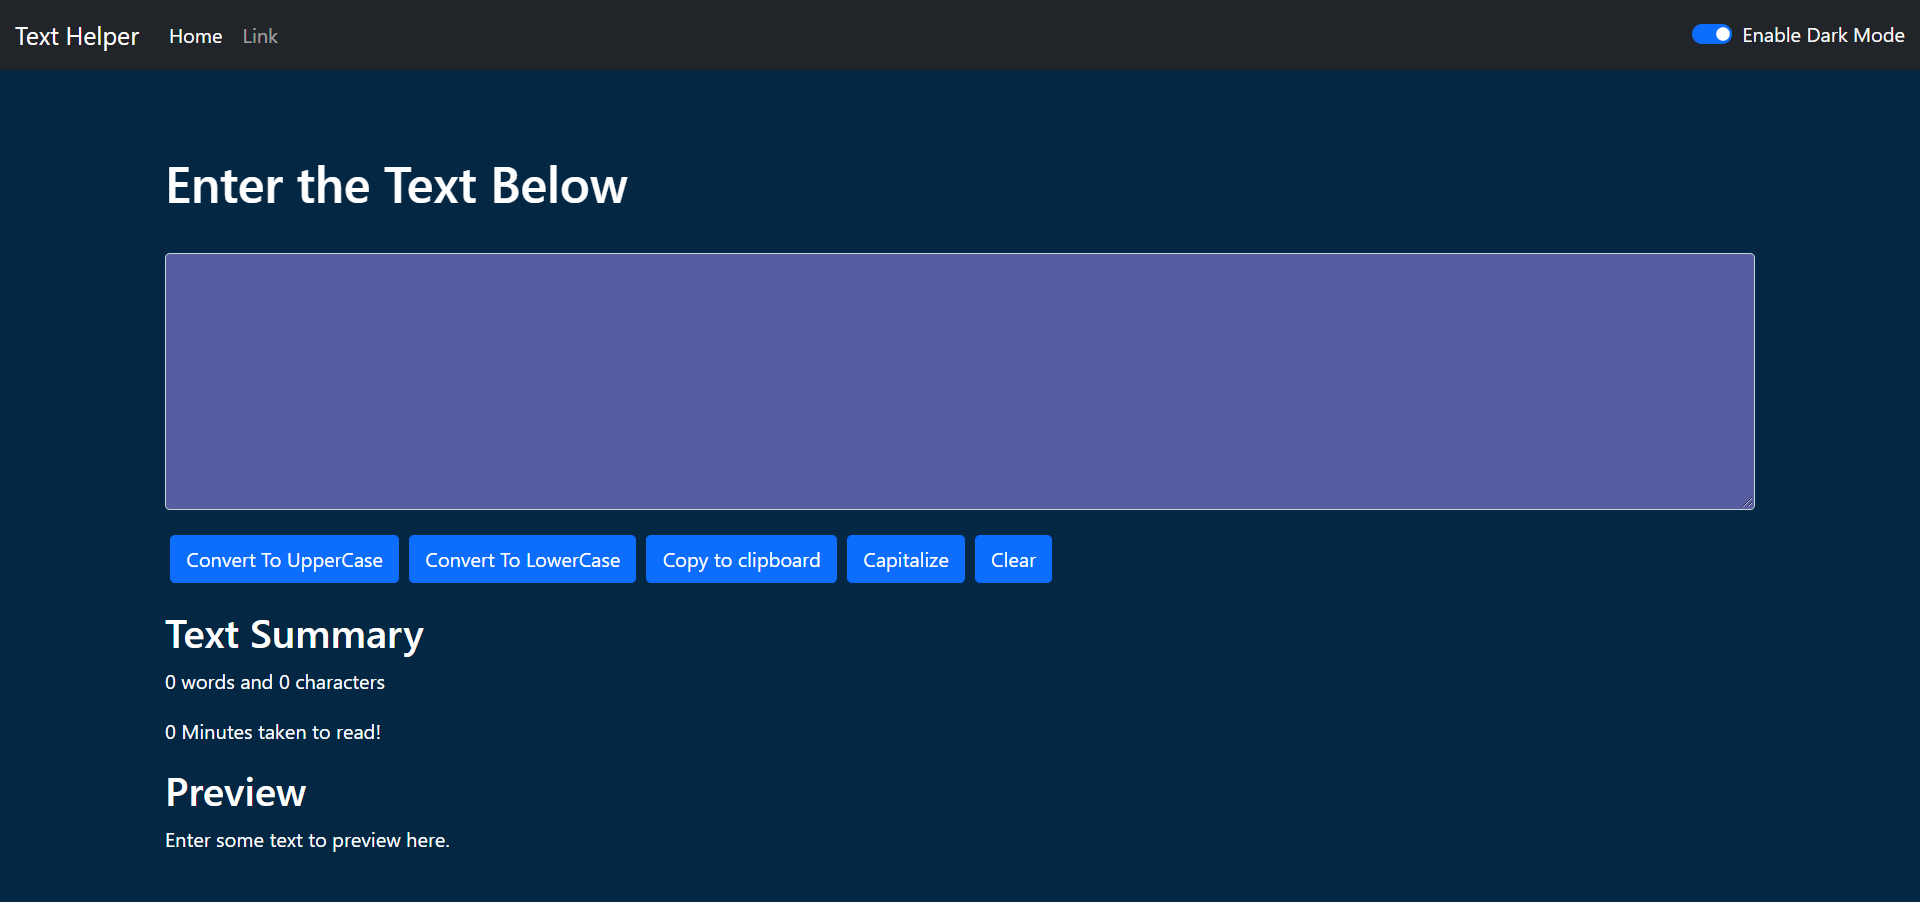 Text Helper Home Link Enable Dark Mode
Enter the Text Below
Convert To UpperCase Convert To LowerCase Copy to clipboard Capitalize Clear
Text Summary
0 words and 0 characters
0 Minutes taken to read!
Preview
Enter some text to preview here.